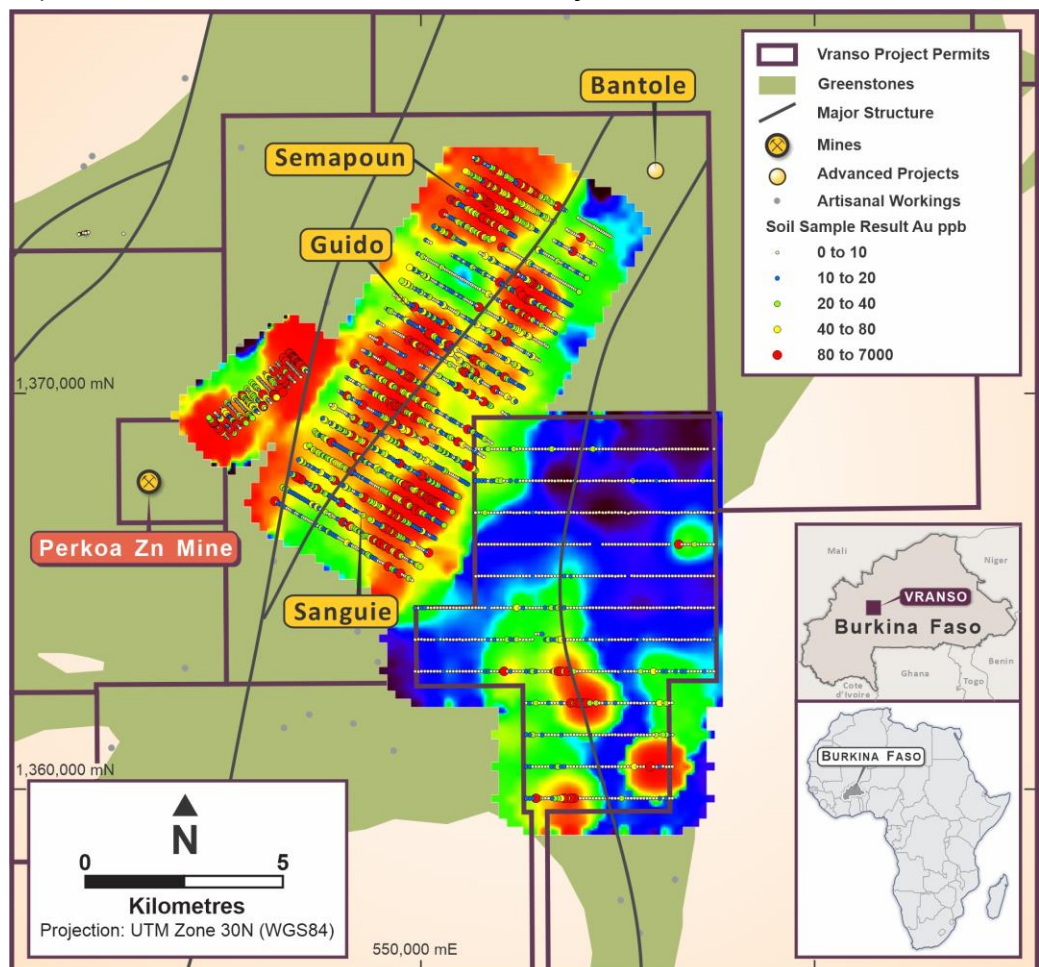 Bantole
Semapoun
Guido
1,370,000 mN
Perkoa Zn Mine
Sanguie
1,360,000 mN
550,000 mE
Vranso Project Permits
Greenstones
Major Structure
Mines
Advanced Projects
Artisanal Workings
Soil Sample Result Au ppb
0 to 10
10 to 20
20 to 40
40 to 80
80 to 7000
N
0 5
Kilometres
Projection: UTM Zone 30N (WGS84)
Mali
Niger
VRANSO
Burkina Faso
Benin
Ghana
Togo
Cote
d'Ivoire
BURKINA FASO